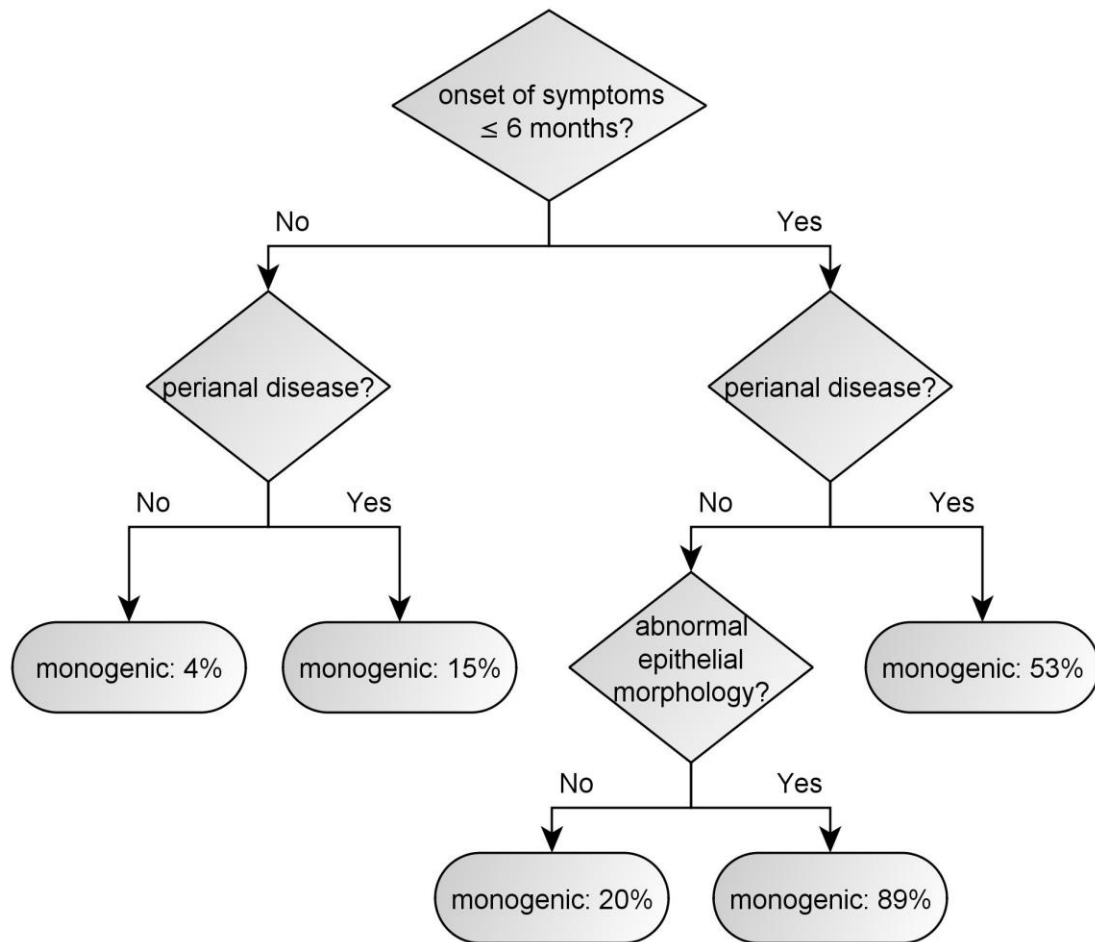 onset of symptoms
≤ 6 months?
No
Yes
perianal disease?
perianal disease?
No
Yes
No
Yes
monogenic: 4%
monogenic: 15%
abnormal
epithelial
morphology?
monogenic: 53%
No
Yes
monogenic: 20%
monogenic: 89%